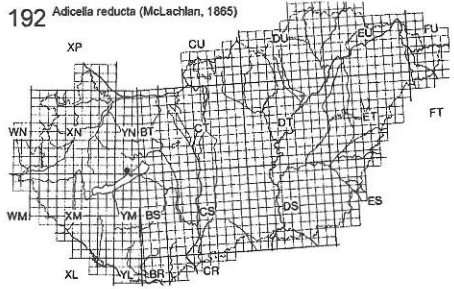 192 Adicella reducta (McLachlan, 1865)
XP CU DU EU FU
WN XN YN BT C DT ET FT
WM XM YM BS CS DS ES
XL YL BR CR